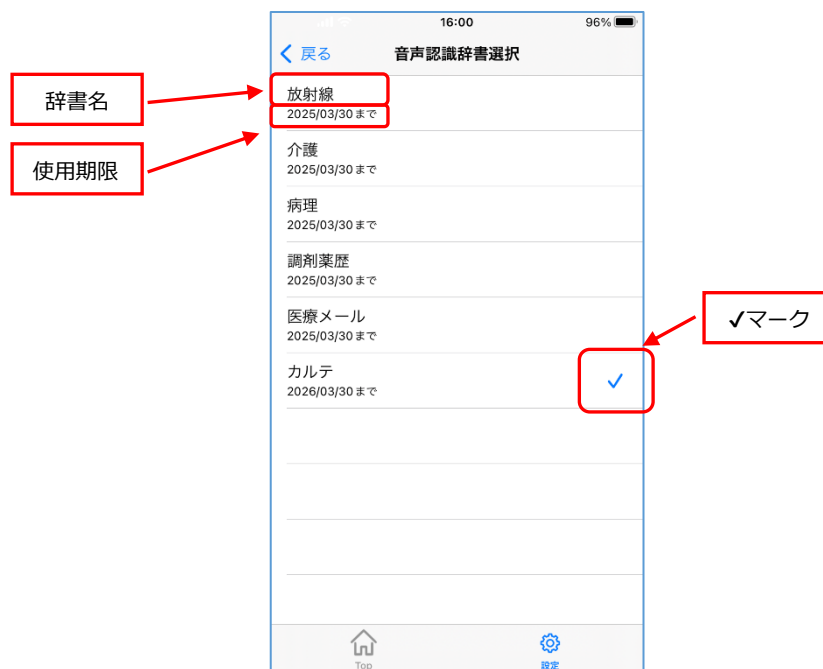 16:00
96%
戻る
音声認識辞書選択
辞書名
放射線
2025/03/30まで
使用期限
介護
2025/03/30まで
病理
2025/03/30まで
調剤薬歴
2025/03/30まで
医療メール
2025/03/30まで
✓マーク
カルテ
2026/03/30まで
Top
設定